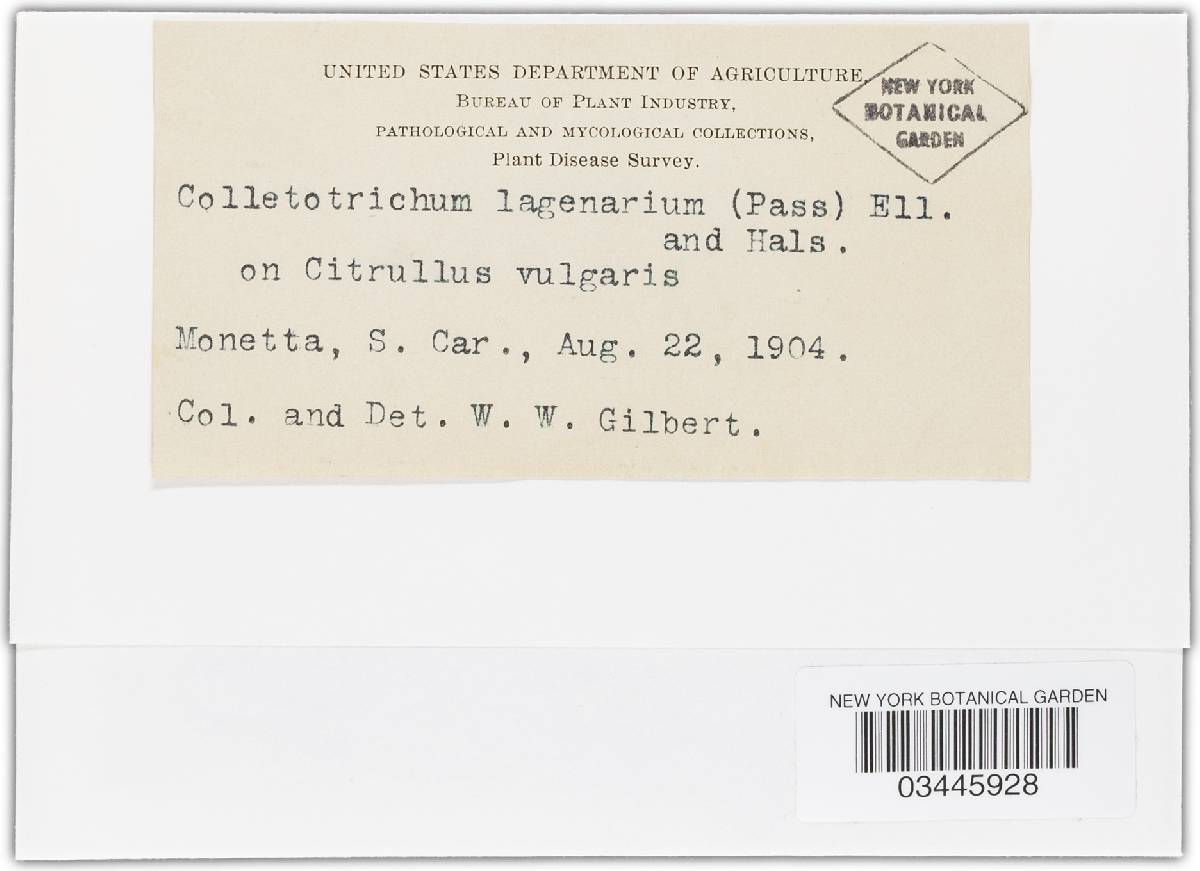 UNITED STATES DEPARTMENT OF AGRICULTURE,
BUREAU OF PLANT INDUSTRY,
PATHOLOGICAL AND MYCOLOGICAL COLLECTIONS,
Plant Disease Survey.
NEW YORK
BOTANICAL
GARDEN
Colletotrichum lagenarium (Pass) Ell.
and Hals.
on Citrullus vulgaris
Monetta, S. Car., Aug. 22, 1904.
Col. and Det. W. W. Gilbert.
NEW YORK BOTANICAL GARDEN
03445928